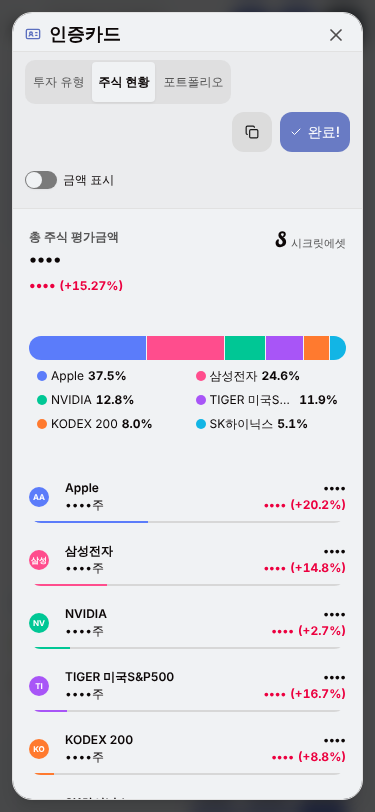 인증카드
투자 유형 주식 현황 포트폴리오
완료!
금액 표시
총 주식 평가금액
시크릿에셋
••••
•••• (+15.27%)
Apple 37.5% 삼성전자 24.6%
NVIDIA 12.8% TIGER 미국S... 11.9%
KODEX 200 8.0% SK하이닉스 5.1%
Apple ••••
AA
••••주 •••• (+20.2%)
삼성전자 ••••
삼성
••••주 •••• (+14.8%)
NVIDIA ••••
NV
••••주 •••• (+2.7%)
TIGER 미국S&P500 ••••
TI
••••주 •••• (+16.7%)
KODEX 200 ••••
KO
••••주 •••• (+8.8%)